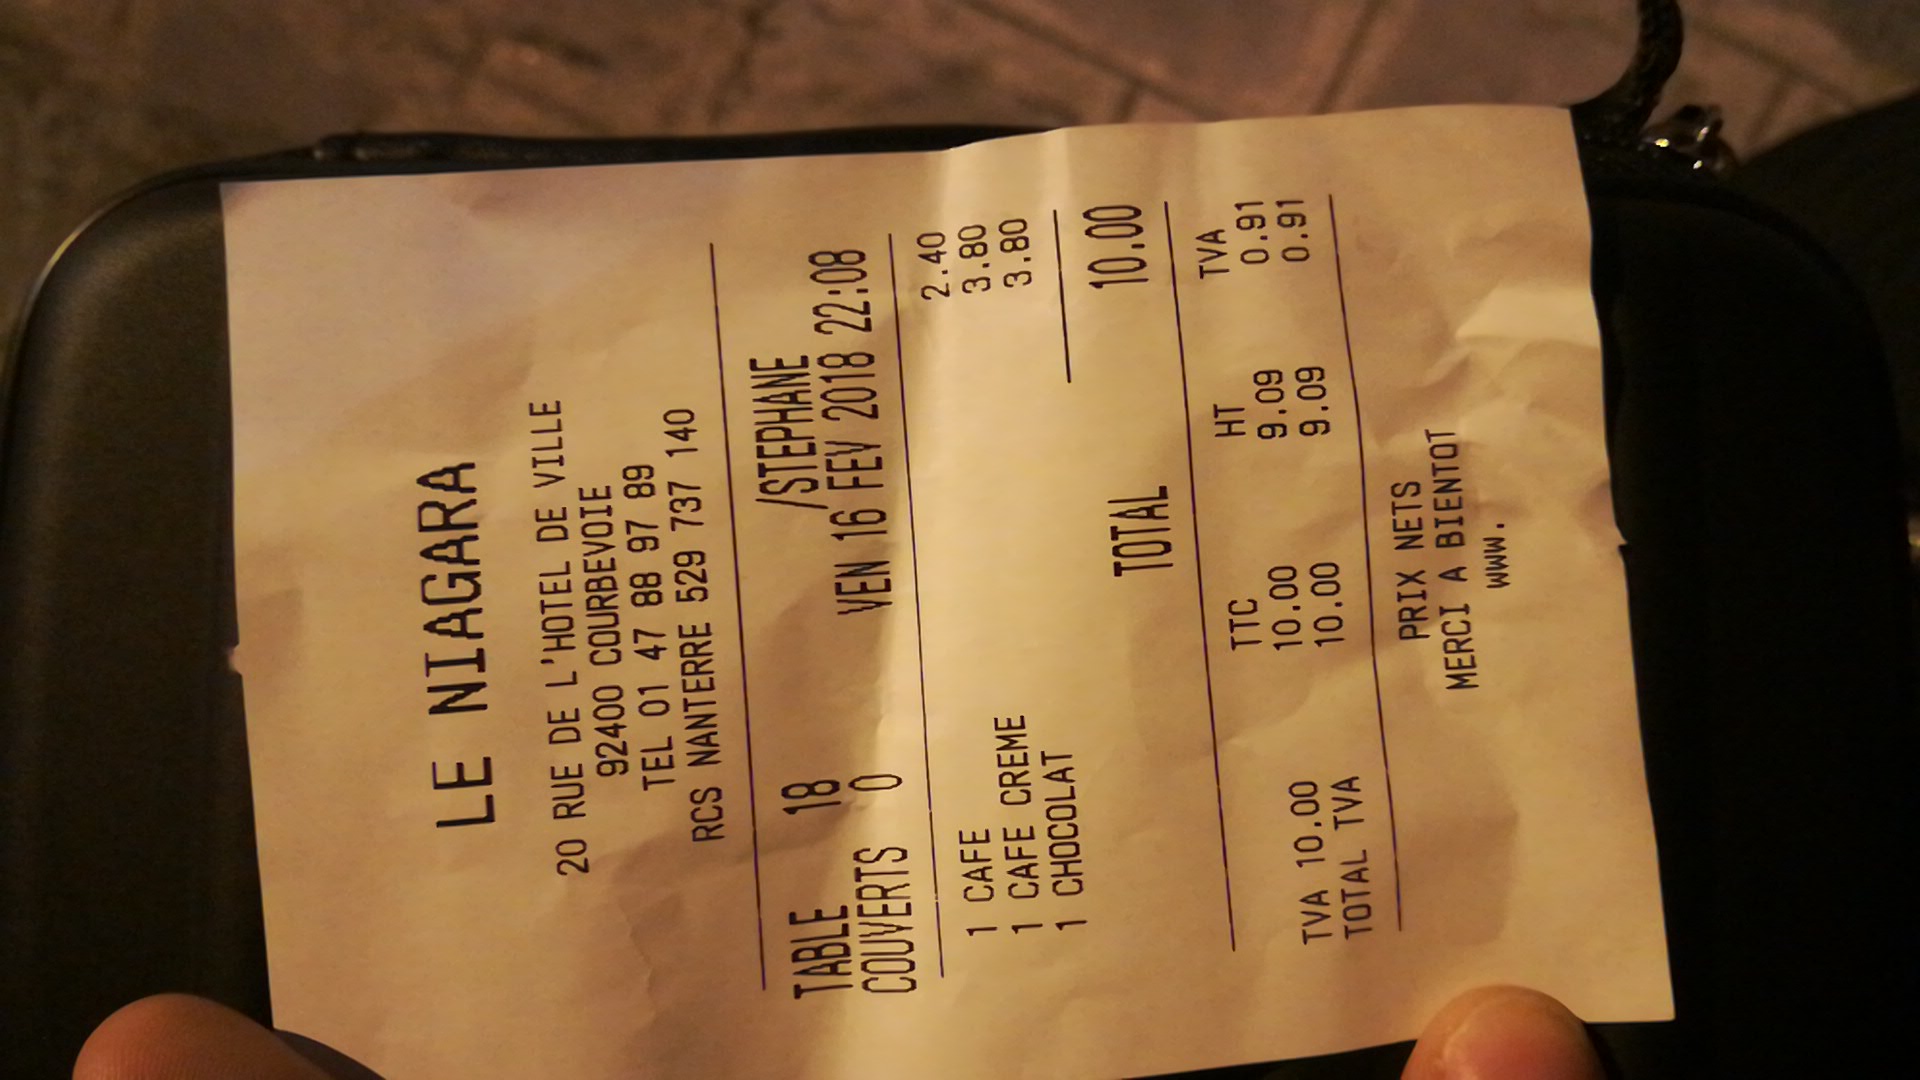 LE NIAGARA
20 RUE DE L'HOTEL DE VILLE
92400 COURBEVOIE
TEL 01 47 88 97 89
RCS NANTERRE 529 737 140
TABLE 18 /STEPHANE
COUVERTS 0 VEN 16 FEV 2018 22:08
1 CAFE 2.40
1 CAFE CREME 3.80
1 CHOCOLAT 3.80
TOTAL 10.00
TTC HT TVA
TVA 10.00 10.00 9.09 0.91
TOTAL TVA 10.00 9.09 0.91
PRIX NETS
MERCI A BIENTOT
WWW.